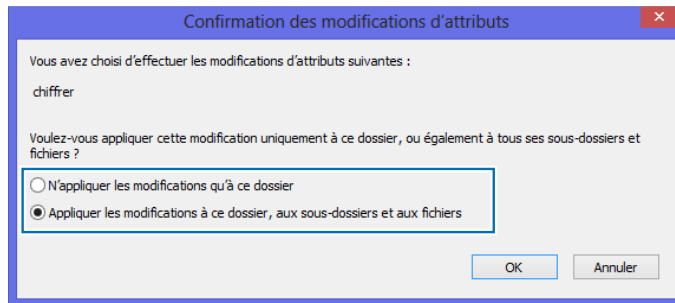 Confirmation des modifications d'attributs
Vous avez choisi d'effectuer les modifications d'attributs suivantes :
chiffrer
Voulez-vous appliquer cette modification uniquement à ce dossier, ou également à tous ses sous-dossiers et
fichiers ?
N'appliquer les modifications qu'à ce dossier
Appliquer les modifications à ce dossier, aux sous-dossiers et aux fichiers
OK Annuler